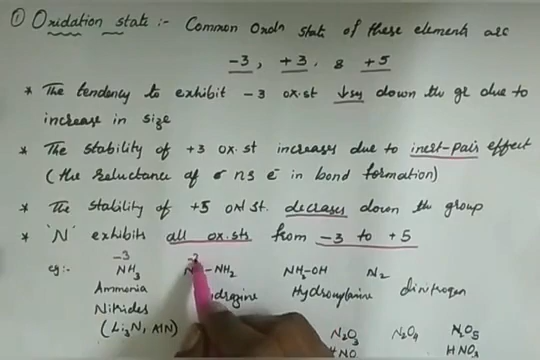 ① Oxidation state :- Common Oxdn state of these elements are
-3, +3, & +5
* The tendency to exhibit -3 ox.st ↓ses down the gr due to
increase in size
* The stability of +3 ox.st increases due to inert-pair effect
(the reluctance of ns e⁻ in bond formation)
* The stability of +5 oxd st. decreases down the group
* 'N' exhibits all ox.sts from -3 to +5
-3 -2
eg:- NH₃ -NH₂ NH₂-OH N₂
Ammonia Hydroxylamine dinitrogen
Nitrides
(Li₃N, AlN) N₂O₃ N₂O₄ N₂O₅
HNO₃